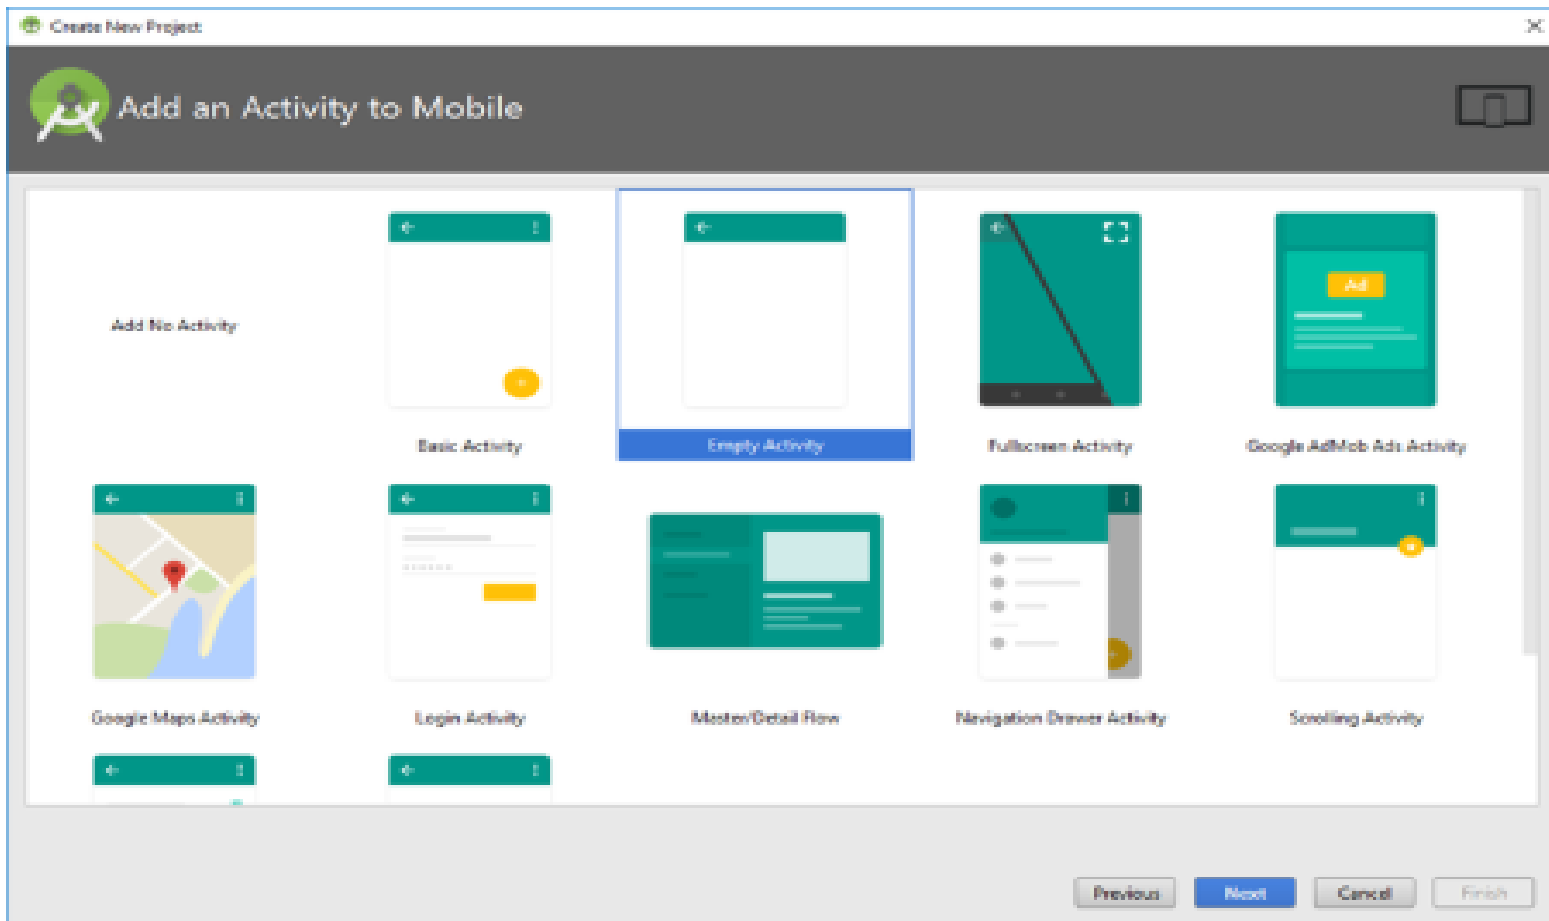 Create New Project
Add an Activity to Mobile
Add No Activity
Ad
Basic Activity
Empty Activity
Fullscreen Activity
Google AdMob Ads Activity
Google Maps Activity
Login Activity
Master/Detail Flow
Navigation Drawer Activity
Scrolling Activity
Previous
Next
Cancel
Finish